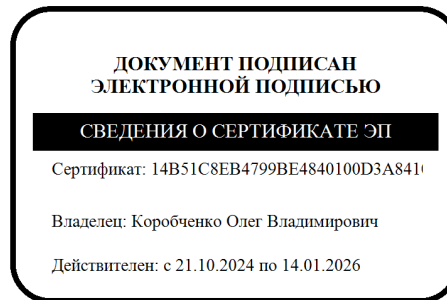 ДОКУМЕНТ ПОДПИСАН
ЭЛЕКТРОННОЙ ПОДПИСЬЮ
СВЕДЕНИЯ О СЕРТИФИКАТЕ ЭП
Сертификат: 14B51C8EB4799BE4840100D3A841
Владелец: Коробченко Олег Владимирович
Действителен: с 21.10.2024 по 14.01.2026